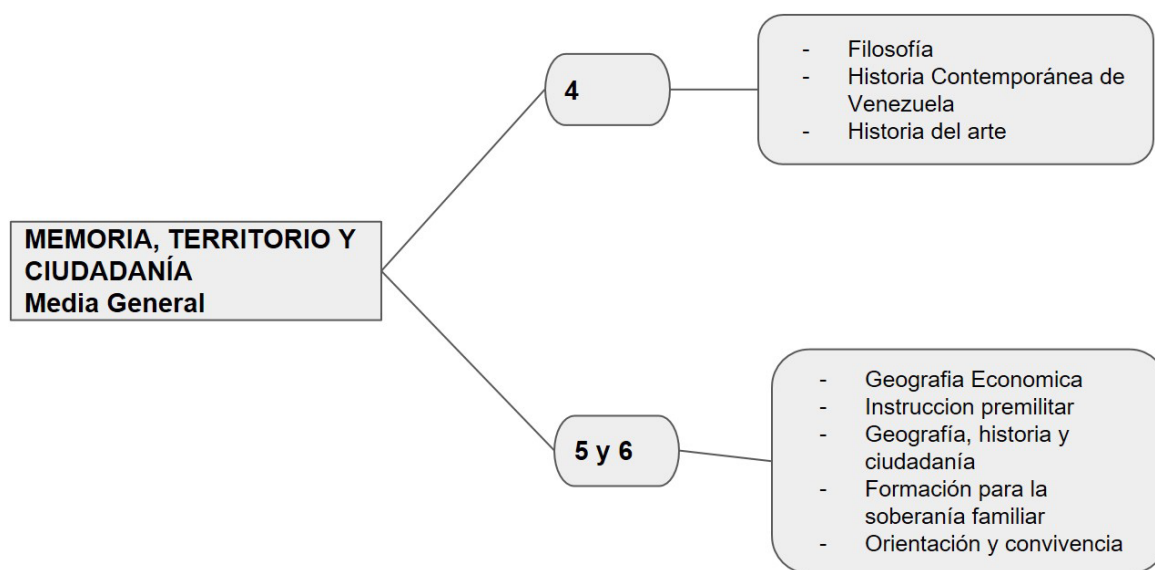 MEMORIA, TERRITORIO Y
CIUDADANÍA
Media General
4
- Filosofía
- Historia Contemporánea de
Venezuela
- Historia del arte
5 y 6
- Geografia Economica
- Instruccion premilitar
- Geografía, historia y
ciudadanía
- Formación para la
soberanía familiar
- Orientación y convivencia